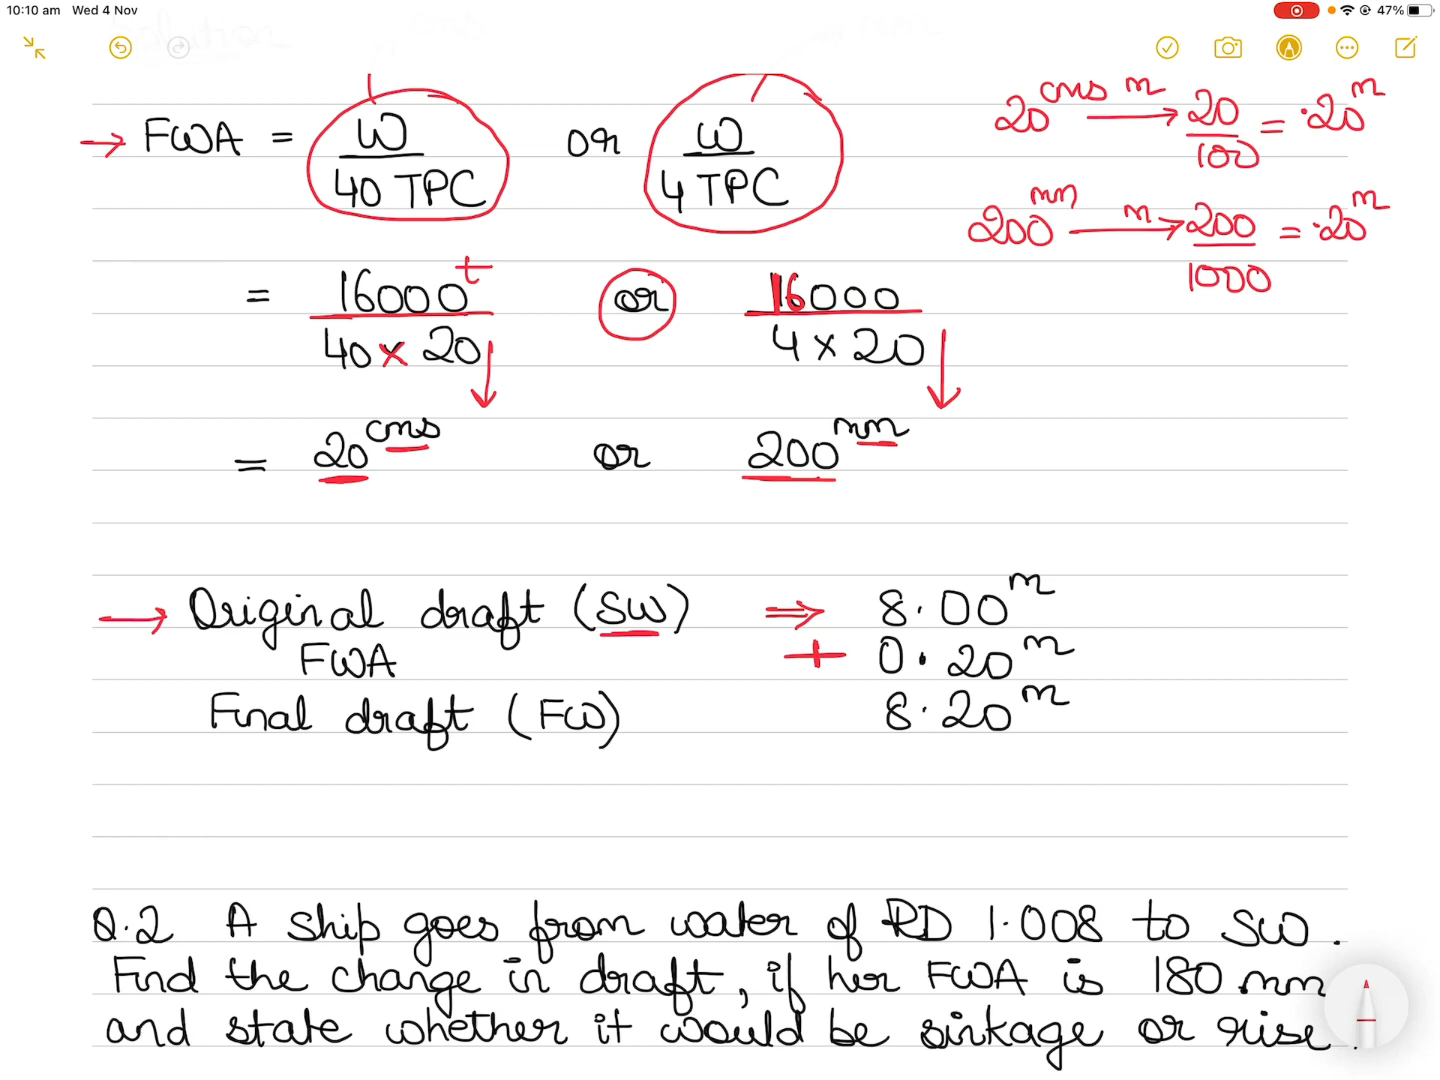 10:10 am Wed 4 Nov
47%
→ FWA = W / 40 TPC or W / 4 TPC
20 cms —m→ 20/100 = .20 m
200 mm —m→ 200/1000 = .20 m
= 16000 t / 40 x 20 or 16000 / 4 x 20
= 20 cms or 200 mm
→ Original draft (SW) ⇒ 8.00 m
FWA + 0.20 m
Final draft (FW) 8.20 m
Q.2 A ship goes from water of RD 1.008 to SW.
Find the change in draft, if her FWA is 180 mm
and state whether it would be sinkage or rise.